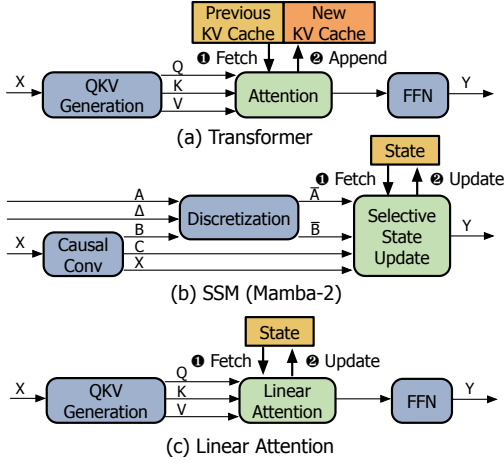 Previous
KV Cache
New
KV Cache
❶ Fetch
❷ Append
X
QKV
Generation
Q
K
V
Attention
FFN
Y
(a) Transformer
State
❶ Fetch
❷ Update
A
Δ
B
C
X
X
Causal
Conv
Discretization
A̅
B̅
Selective
State
Update
Y
(b) SSM (Mamba-2)
State
❶ Fetch
❷ Update
X
QKV
Generation
Q
K
V
Linear
Attention
FFN
Y
(c) Linear Attention